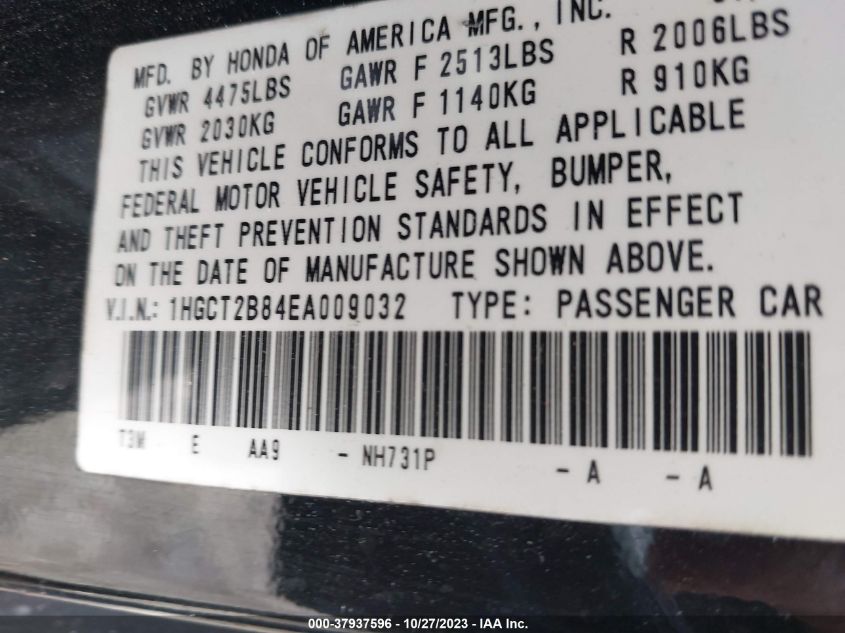 MFD. BY HONDA OF AMERICA MFG., INC.
GVWR 4475LBS GAWR F 2513LBS R 2006LBS
GVWR 2030KG GAWR F 1140KG R 910KG
THIS VEHICLE CONFORMS TO ALL APPLICABLE
FEDERAL MOTOR VEHICLE SAFETY, BUMPER,
AND THEFT PREVENTION STANDARDS IN EFFECT
ON THE DATE OF MANUFACTURE SHOWN ABOVE.
V.I.N.: 1HGCT2B84EA009032 TYPE: PASSENGER CAR
T3W E AA9 - NH731P - A - A
000-37937596 - 10/27/2023 - IAA Inc.